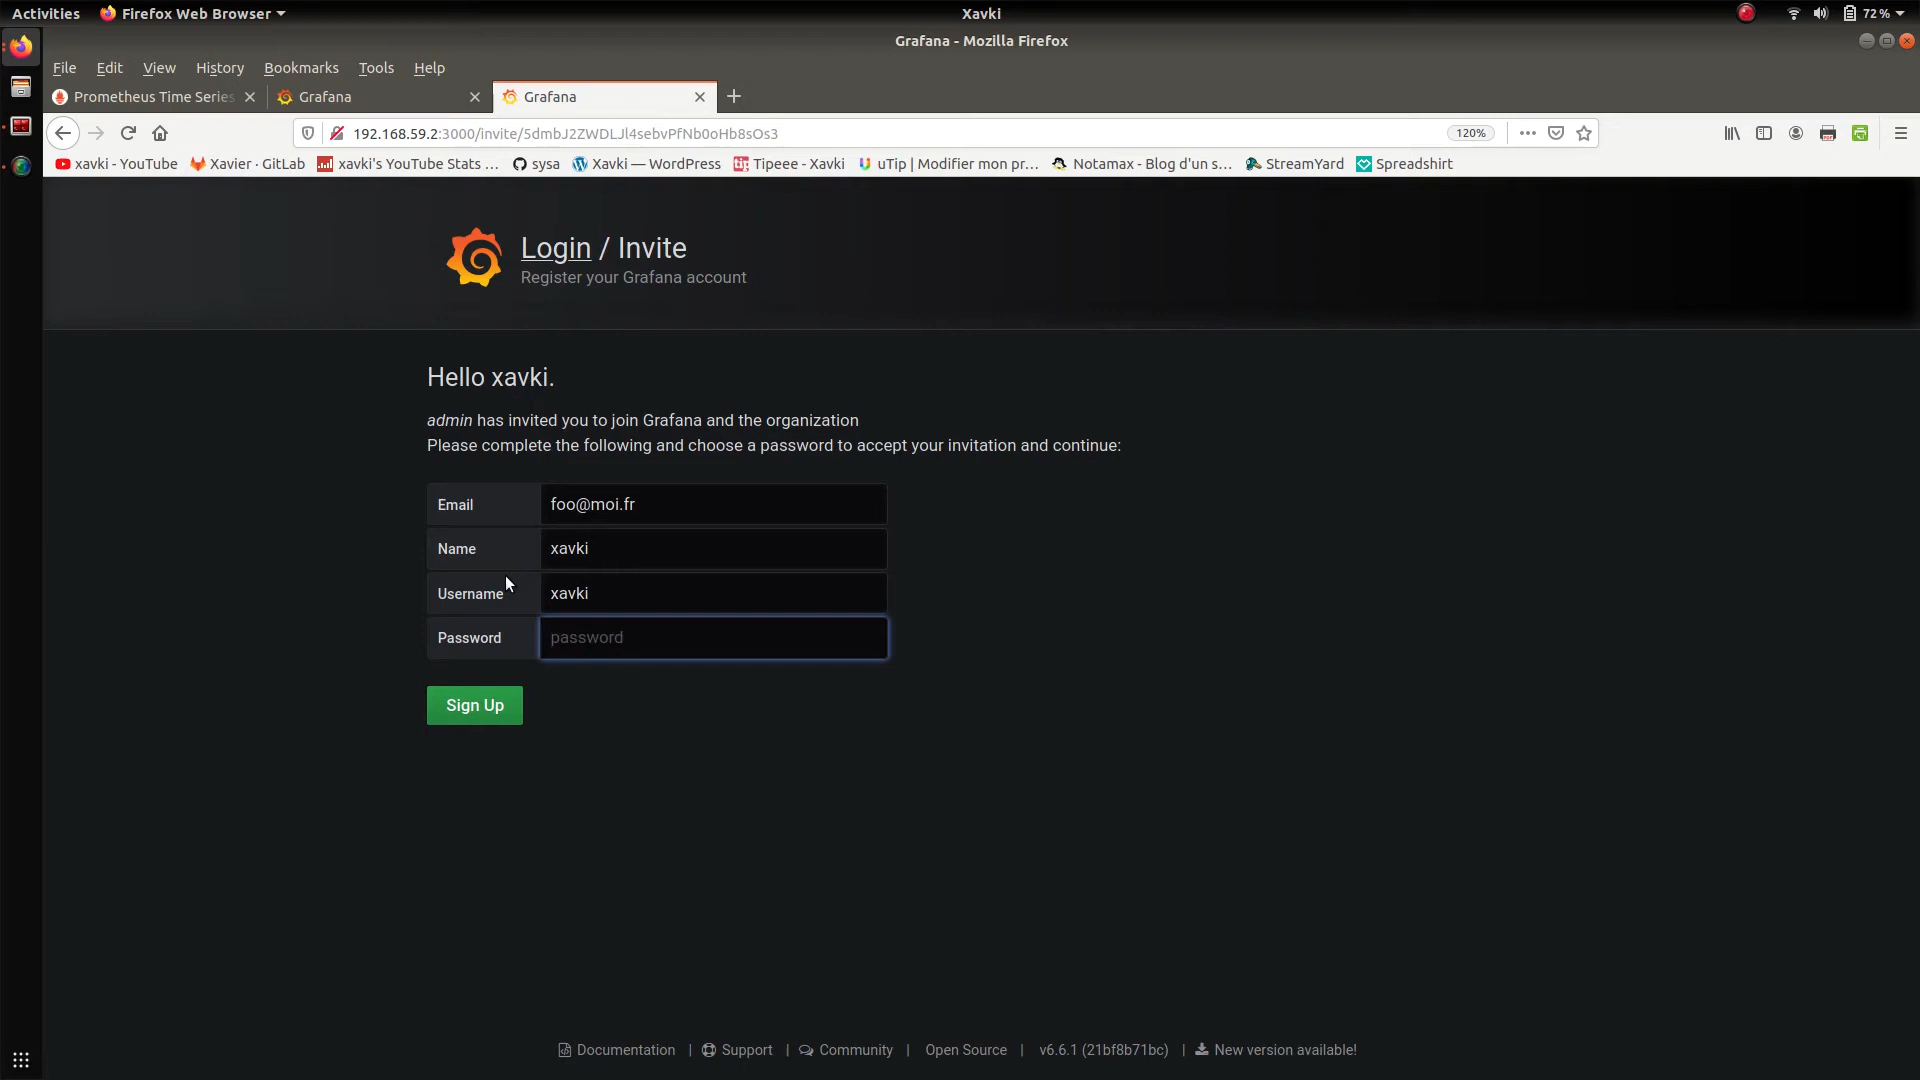 Activities Firefox Web Browser Xavki 72 %
Grafana - Mozilla Firefox
File Edit View History Bookmarks Tools Help
Prometheus Time Series Grafana Grafana
192.168.59.2:3000/invite/5dmbJ2ZWDLJl4sebvPfNb0oHb8sOs3 120%
xavki - YouTube Xavier · GitLab xavki's YouTube Stats ... sysa Xavki — WordPress Tipeee - Xavki uTip | Modifier mon pr... Notamax - Blog d'un s... StreamYard Spreadshirt
Login / Invite
Register your Grafana account
Hello xavki.
admin has invited you to join Grafana and the organization
Please complete the following and choose a password to accept your invitation and continue:
Email foo@moi.fr
Name xavki
Username xavki
Password password
Sign Up
Documentation | Support | Community | Open Source | v6.6.1 (21bf8b71bc) | New version available!